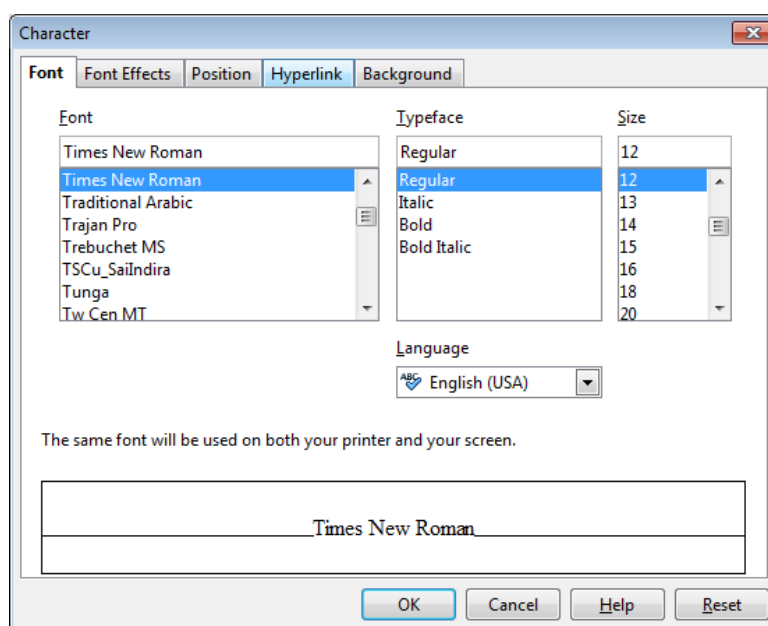 Character
Font Font Effects Position Hyperlink Background
Font Typeface Size
Times New Roman Regular 12
Times New Roman Regular 12
Traditional Arabic Italic 13
Trajan Pro Bold 14
Trebuchet MS Bold Italic 15
TSCu_SaiIndira 16
Tunga 18
Tw Cen MT 20
Language
ABC English (USA)
The same font will be used on both your printer and your screen.
Times New Roman
OK Cancel Help Reset